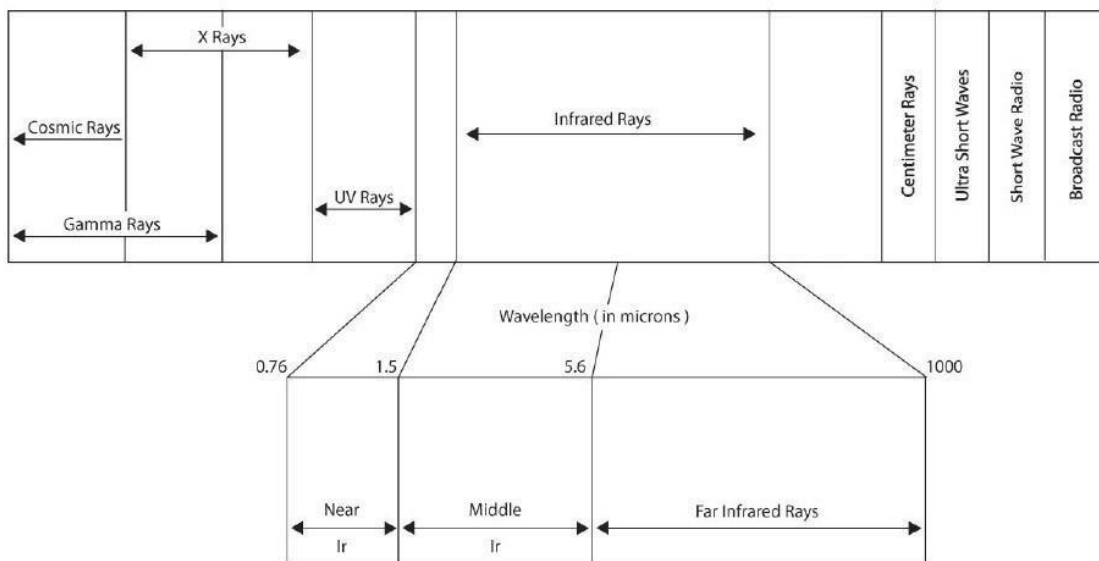 X Rays
Cosmic Rays
Gamma Rays
UV Rays
Infrared Rays
Centimeter Rays
Ultra Short Waves
Short Wave Radio
Broadcast Radio
Wavelength ( in microns )
0.76
1.5
5.6
1000
Near
Ir
Middle
Ir
Far Infrared Rays